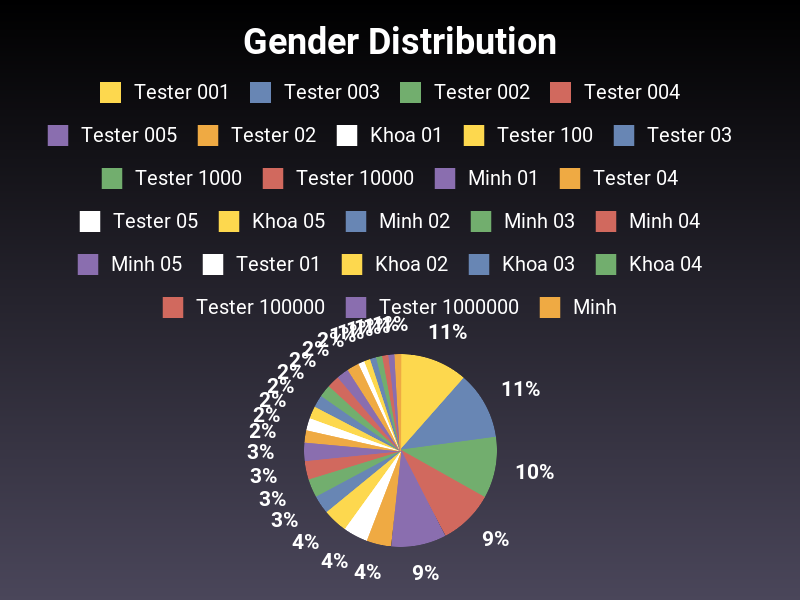 Gender Distribution
Tester 001 Tester 003 Tester 002 Tester 004
Tester 005 Tester 02 Khoa 01 Tester 100 Tester 03
Tester 1000 Tester 10000 Minh 01 Tester 04
Tester 05 Khoa 05 Minh 02 Minh 03 Minh 04
Minh 05 Tester 01 Khoa 02 Khoa 03 Khoa 04
Tester 100000 Tester 1000000 Minh
11%
11%
10%
9%
9%
4%
4%
4%
3%
3%
3%
3%
2%
2%
2%
2%
2%
2%
2%
1%